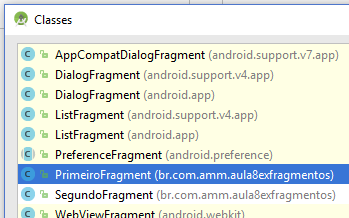 Classes
AppCompatDialogFragment (android.support.v7.app)
DialogFragment (android.support.v4.app)
DialogFragment (android.app)
ListFragment (android.support.v4.app)
ListFragment (android.app)
PreferenceFragment (android.preference)
PrimeiroFragment (br.com.amm.aula8exfragmentos)
SegundoFragment (br.com.amm.aula8exfragmentos)
WebViewFragment (android.webkit)